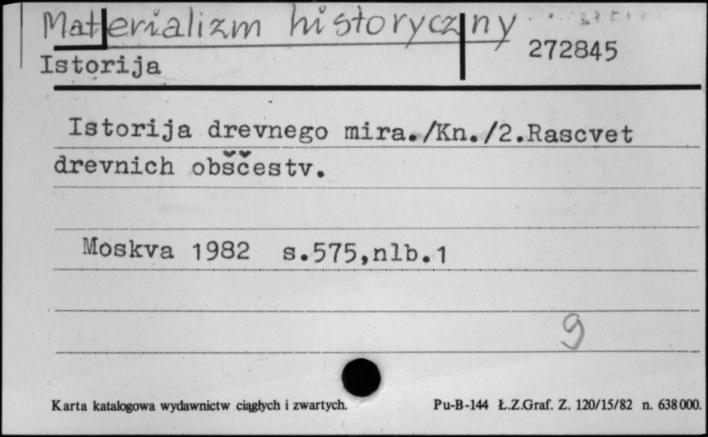 Materializm historyczny
272845
Istorija
Istorija drevnego mira./Kn./2.Rascvet
drevnich obščestv.
Moskva 1982 s.575,nlb.1
9
Karta katalogowa wydawnictw ciągłych i zwartych. Pu-B-144 Ł.Z.Graf. Z. 120/15/82 n. 638000.